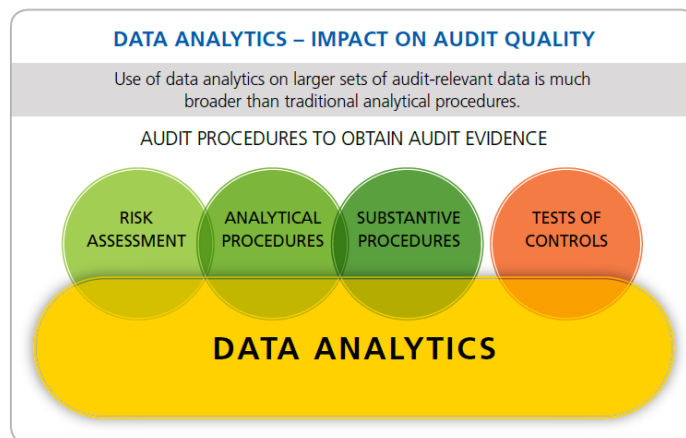 DATA ANALYTICS – IMPACT ON AUDIT QUALITY
Use of data analytics on larger sets of audit-relevant data is much
broader than traditional analytical procedures.
AUDIT PROCEDURES TO OBTAIN AUDIT EVIDENCE
RISK
ASSESSMENT
ANALYTICAL
PROCEDURES
SUBSTANTIVE
PROCEDURES
TESTS OF
CONTROLS
DATA ANALYTICS